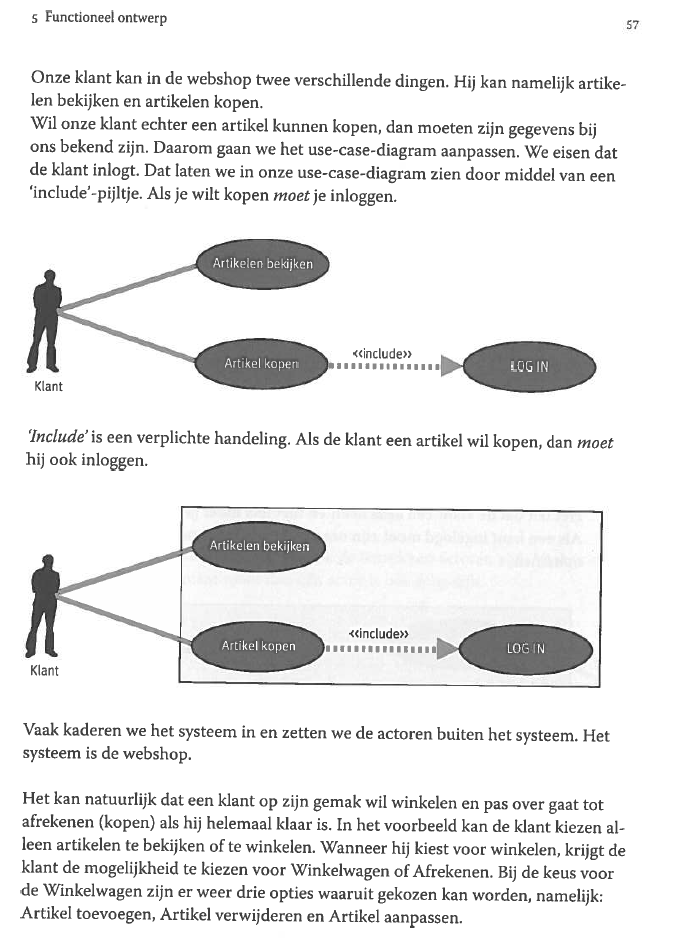 5 Functioneel ontwerp
57
Onze klant kan in de webshop twee verschillende dingen. Hij kan namelijk artike-
len bekijken en artikelen kopen.
Wil onze klant echter een artikel kunnen kopen, dan moeten zijn gegevens bij
ons bekend zijn. Daarom gaan we het use-case-diagram aanpassen. We eisen dat
de klant inlogt. Dat laten we in onze use-case-diagram zien door middel van een
'include'-pijltje. Als je wilt kopen moet je inloggen.
Artikelen bekijken
«include»
Artikel kopen
LOG IN
Klant
'Include' is een verplichte handeling. Als de klant een artikel wil kopen, dan moet
hij ook inloggen.
Artikelen bekijken
«include»
Artikel kopen
LOG IN
Klant
Vaak kaderen we het systeem in en zetten we de actoren buiten het systeem. Het
systeem is de webshop.
Het kan natuurlijk dat een klant op zijn gemak wil winkelen en pas over gaat tot
afrekenen (kopen) als hij helemaal klaar is. In het voorbeeld kan de klant kiezen al-
leen artikelen te bekijken of te winkelen. Wanneer hij kiest voor winkelen, krijgt de
klant de mogelijkheid te kiezen voor Winkelwagen of Afrekenen. Bij de keus voor
de Winkelwagen zijn er weer drie opties waaruit gekozen kan worden, namelijk:
Artikel toevoegen, Artikel verwijderen en Artikel aanpassen.